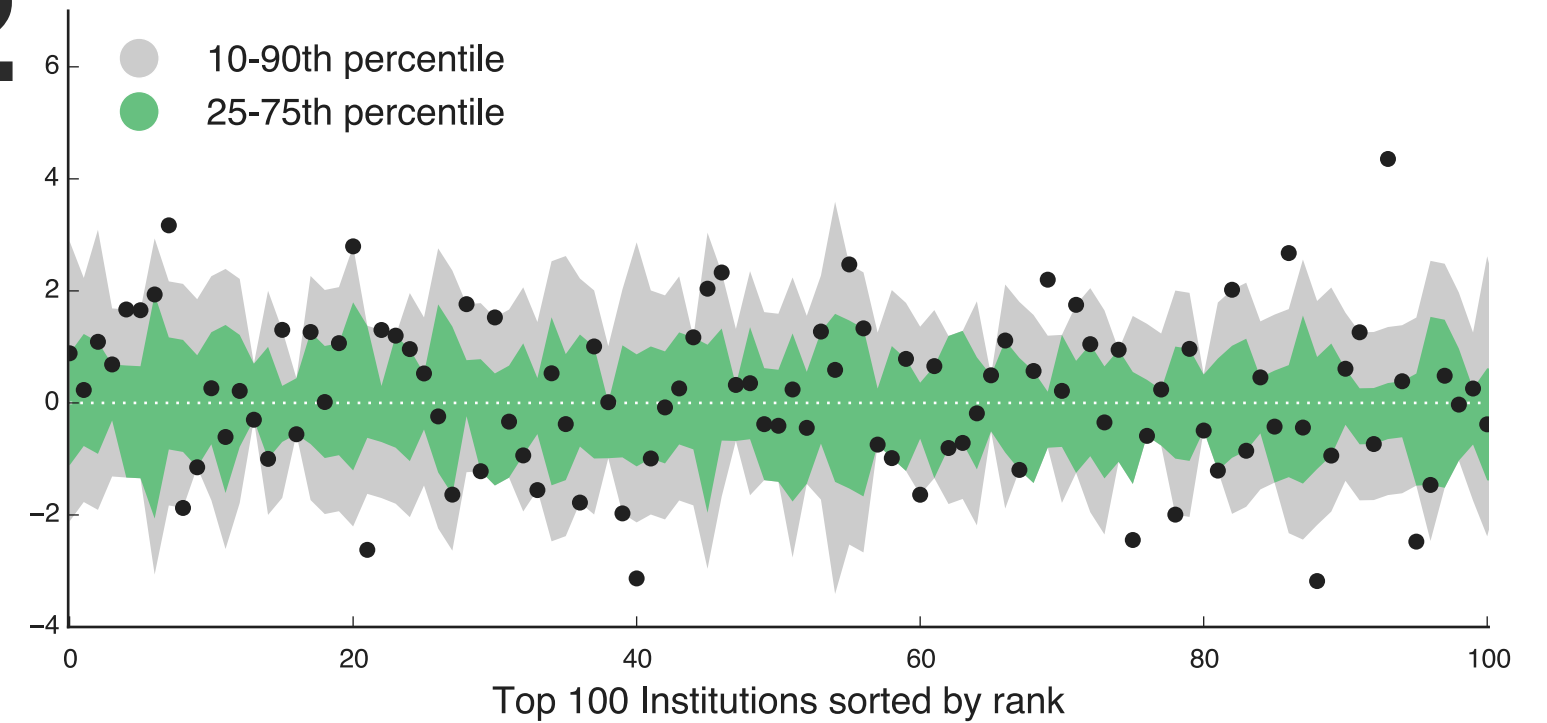 10-90th percentile
25-75th percentile
6
4
2
0
−2
−4
0 20 40 60 80 100
Top 100 Institutions sorted by rank